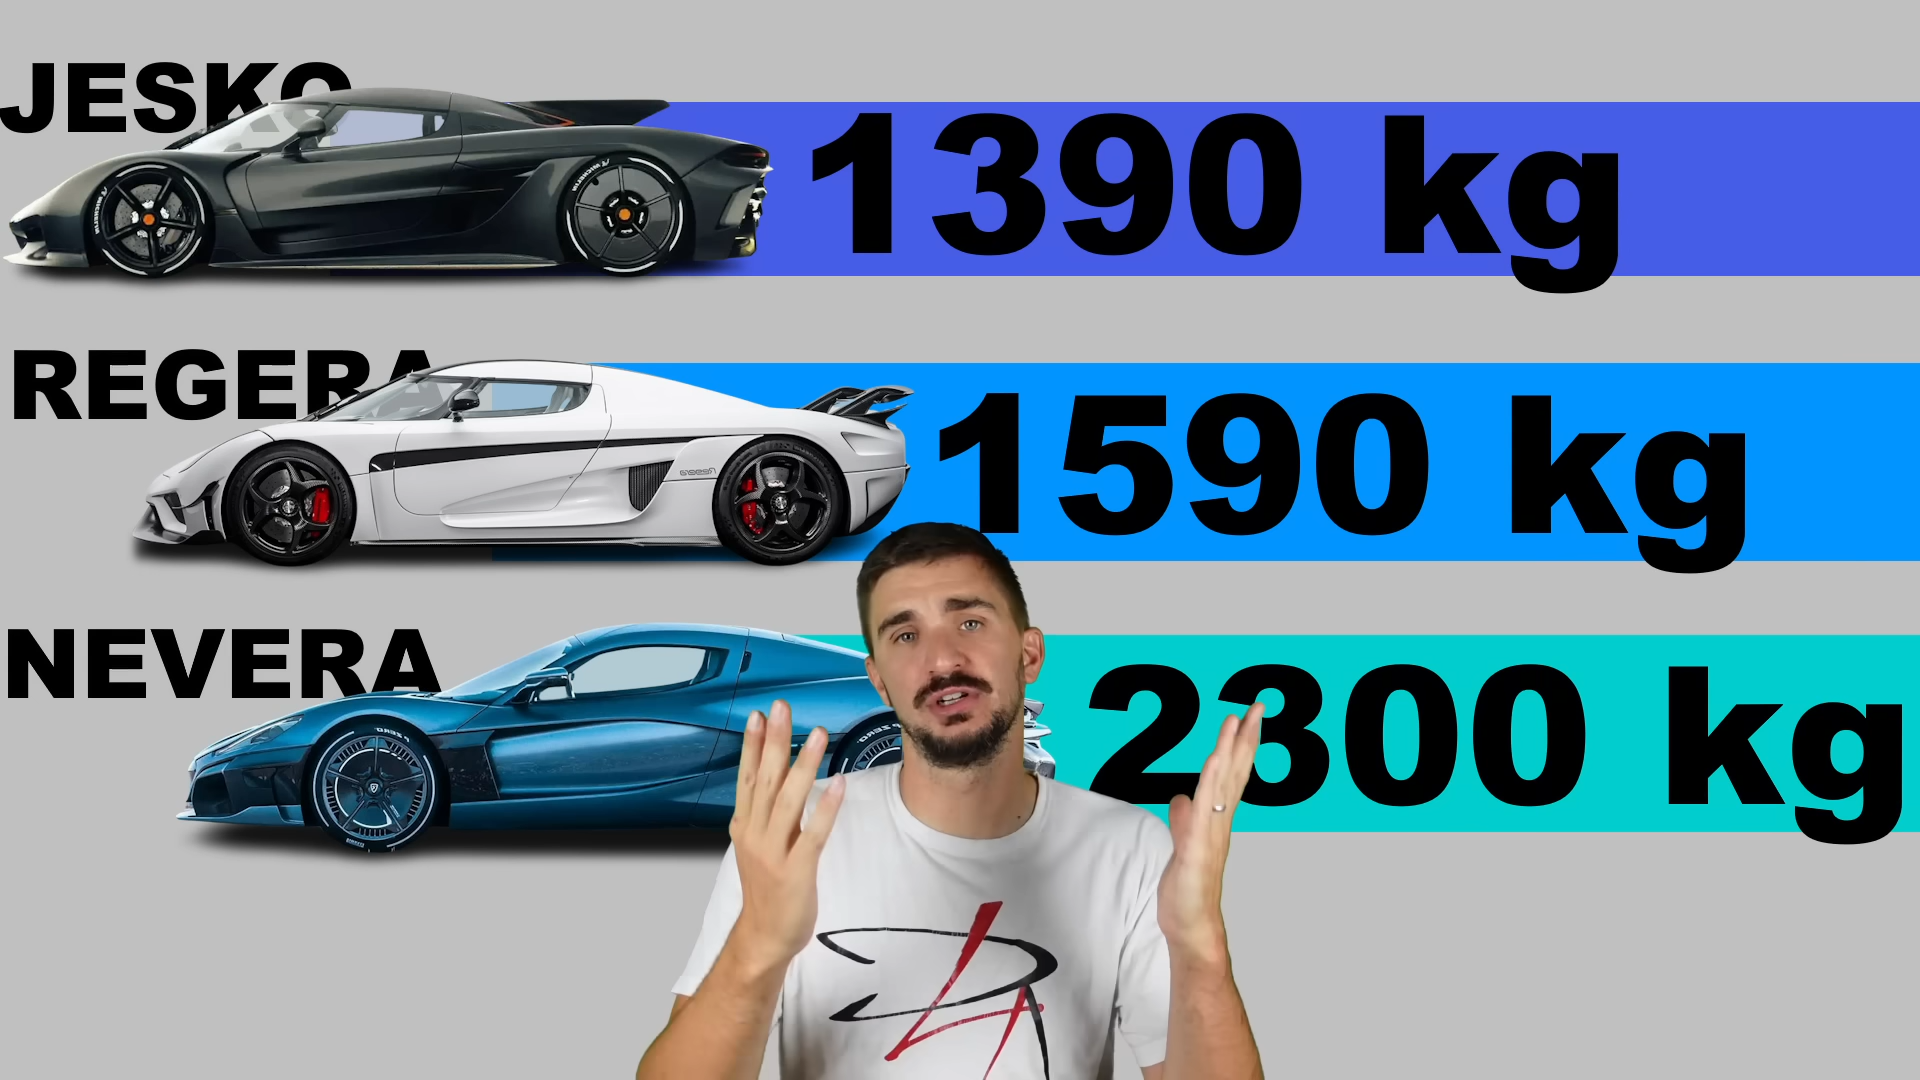 JESKO
1390 kg
REGERA
1590 kg
NEVERA
2300 kg